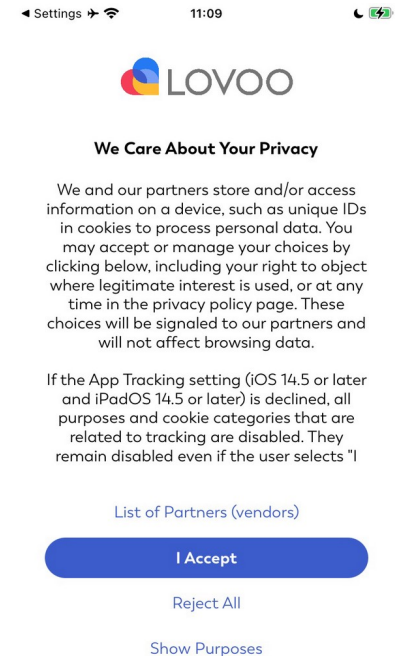 ◀ Settings
11:09
LOVOO
We Care About Your Privacy
We and our partners store and/or access
information on a device, such as unique IDs
in cookies to process personal data. You
may accept or manage your choices by
clicking below, including your right to object
where legitimate interest is used, or at any
time in the privacy policy page. These
choices will be signaled to our partners and
will not affect browsing data.
If the App Tracking setting (iOS 14.5 or later
and iPadOS 14.5 or later) is declined, all
purposes and cookie categories that are
related to tracking are disabled. They
remain disabled even if the user selects "I
List of Partners (vendors)
I Accept
Reject All
Show Purposes